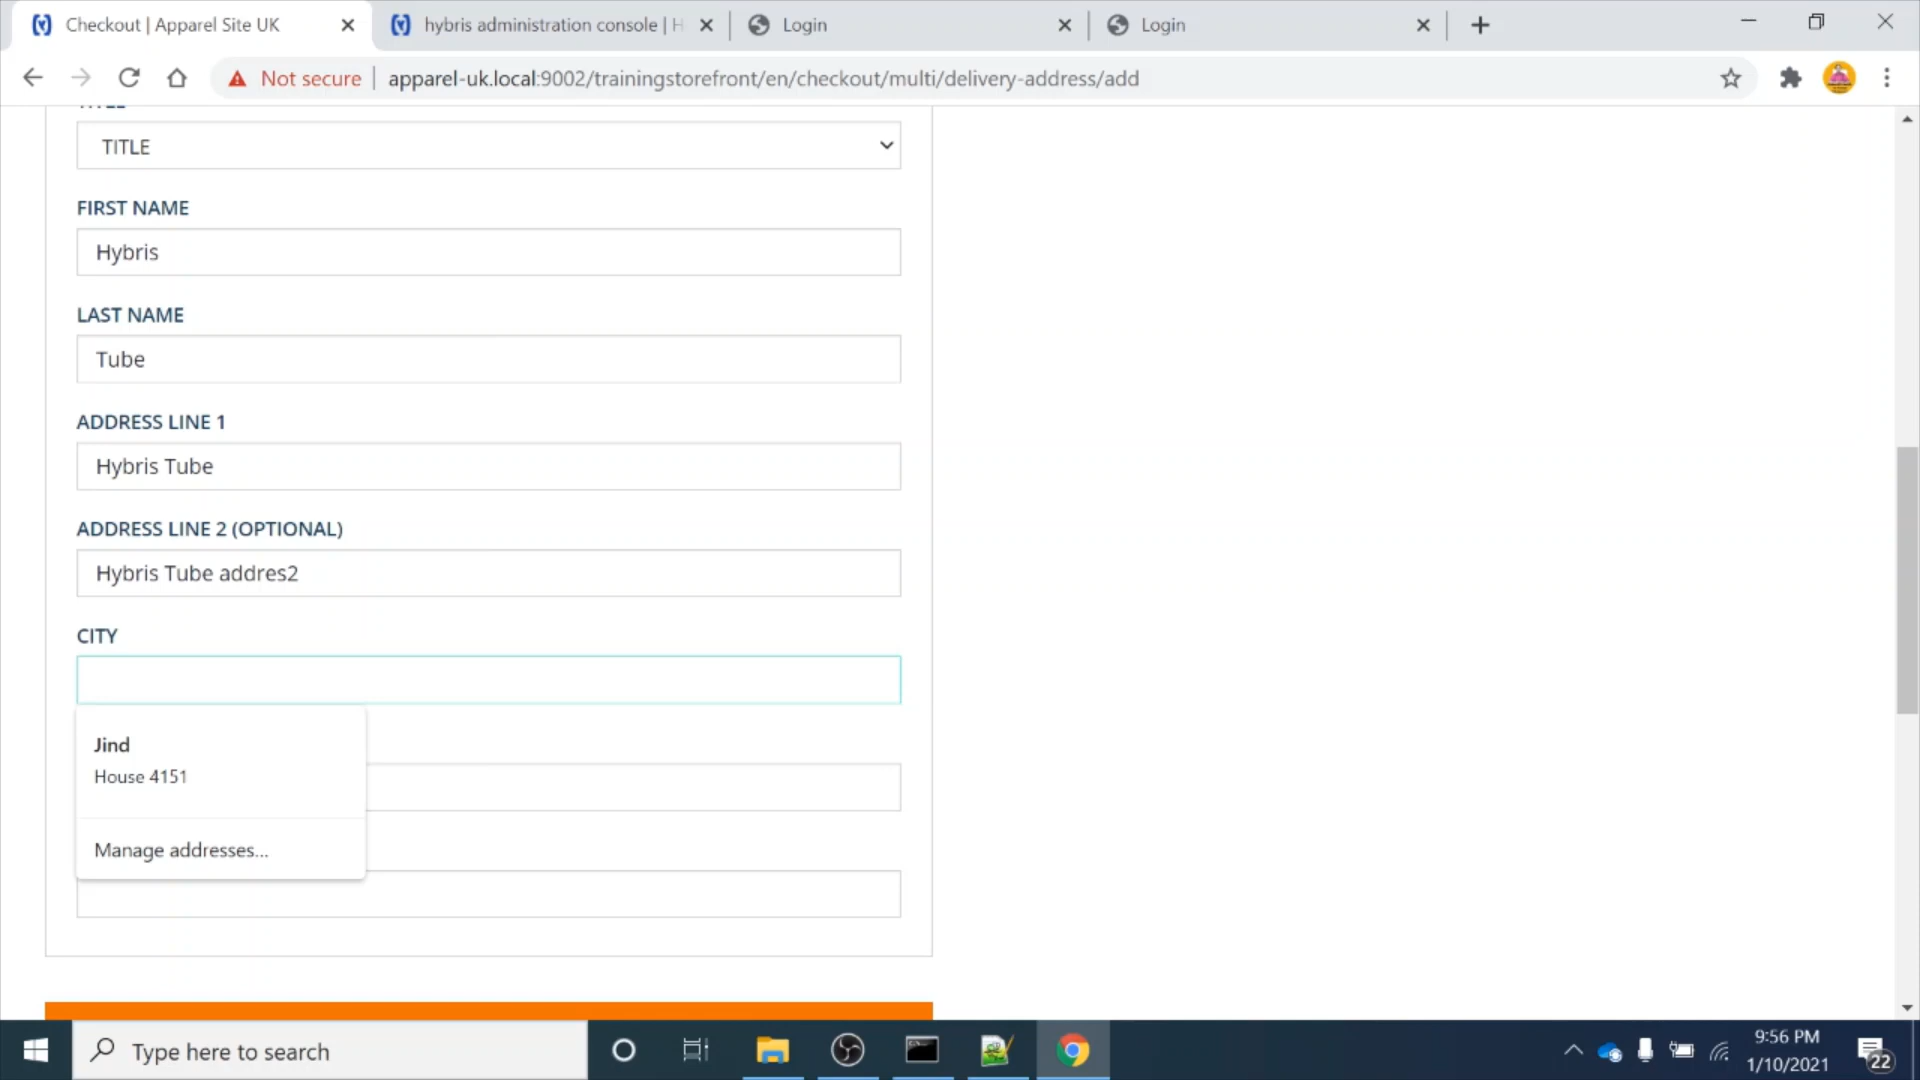 Checkout | Apparel Site UK
hybris administration console | H
Login
Login
Not secure
apparel-uk.local:9002/trainingstorefront/en/checkout/multi/delivery-address/add
TITLE
TITLE
FIRST NAME
Hybris
LAST NAME
Tube
ADDRESS LINE 1
Hybris Tube
ADDRESS LINE 2 (OPTIONAL)
Hybris Tube addres2
CITY
Jind
House 4151
Manage addresses...
Type here to search
9:56 PM
1/10/2021
22